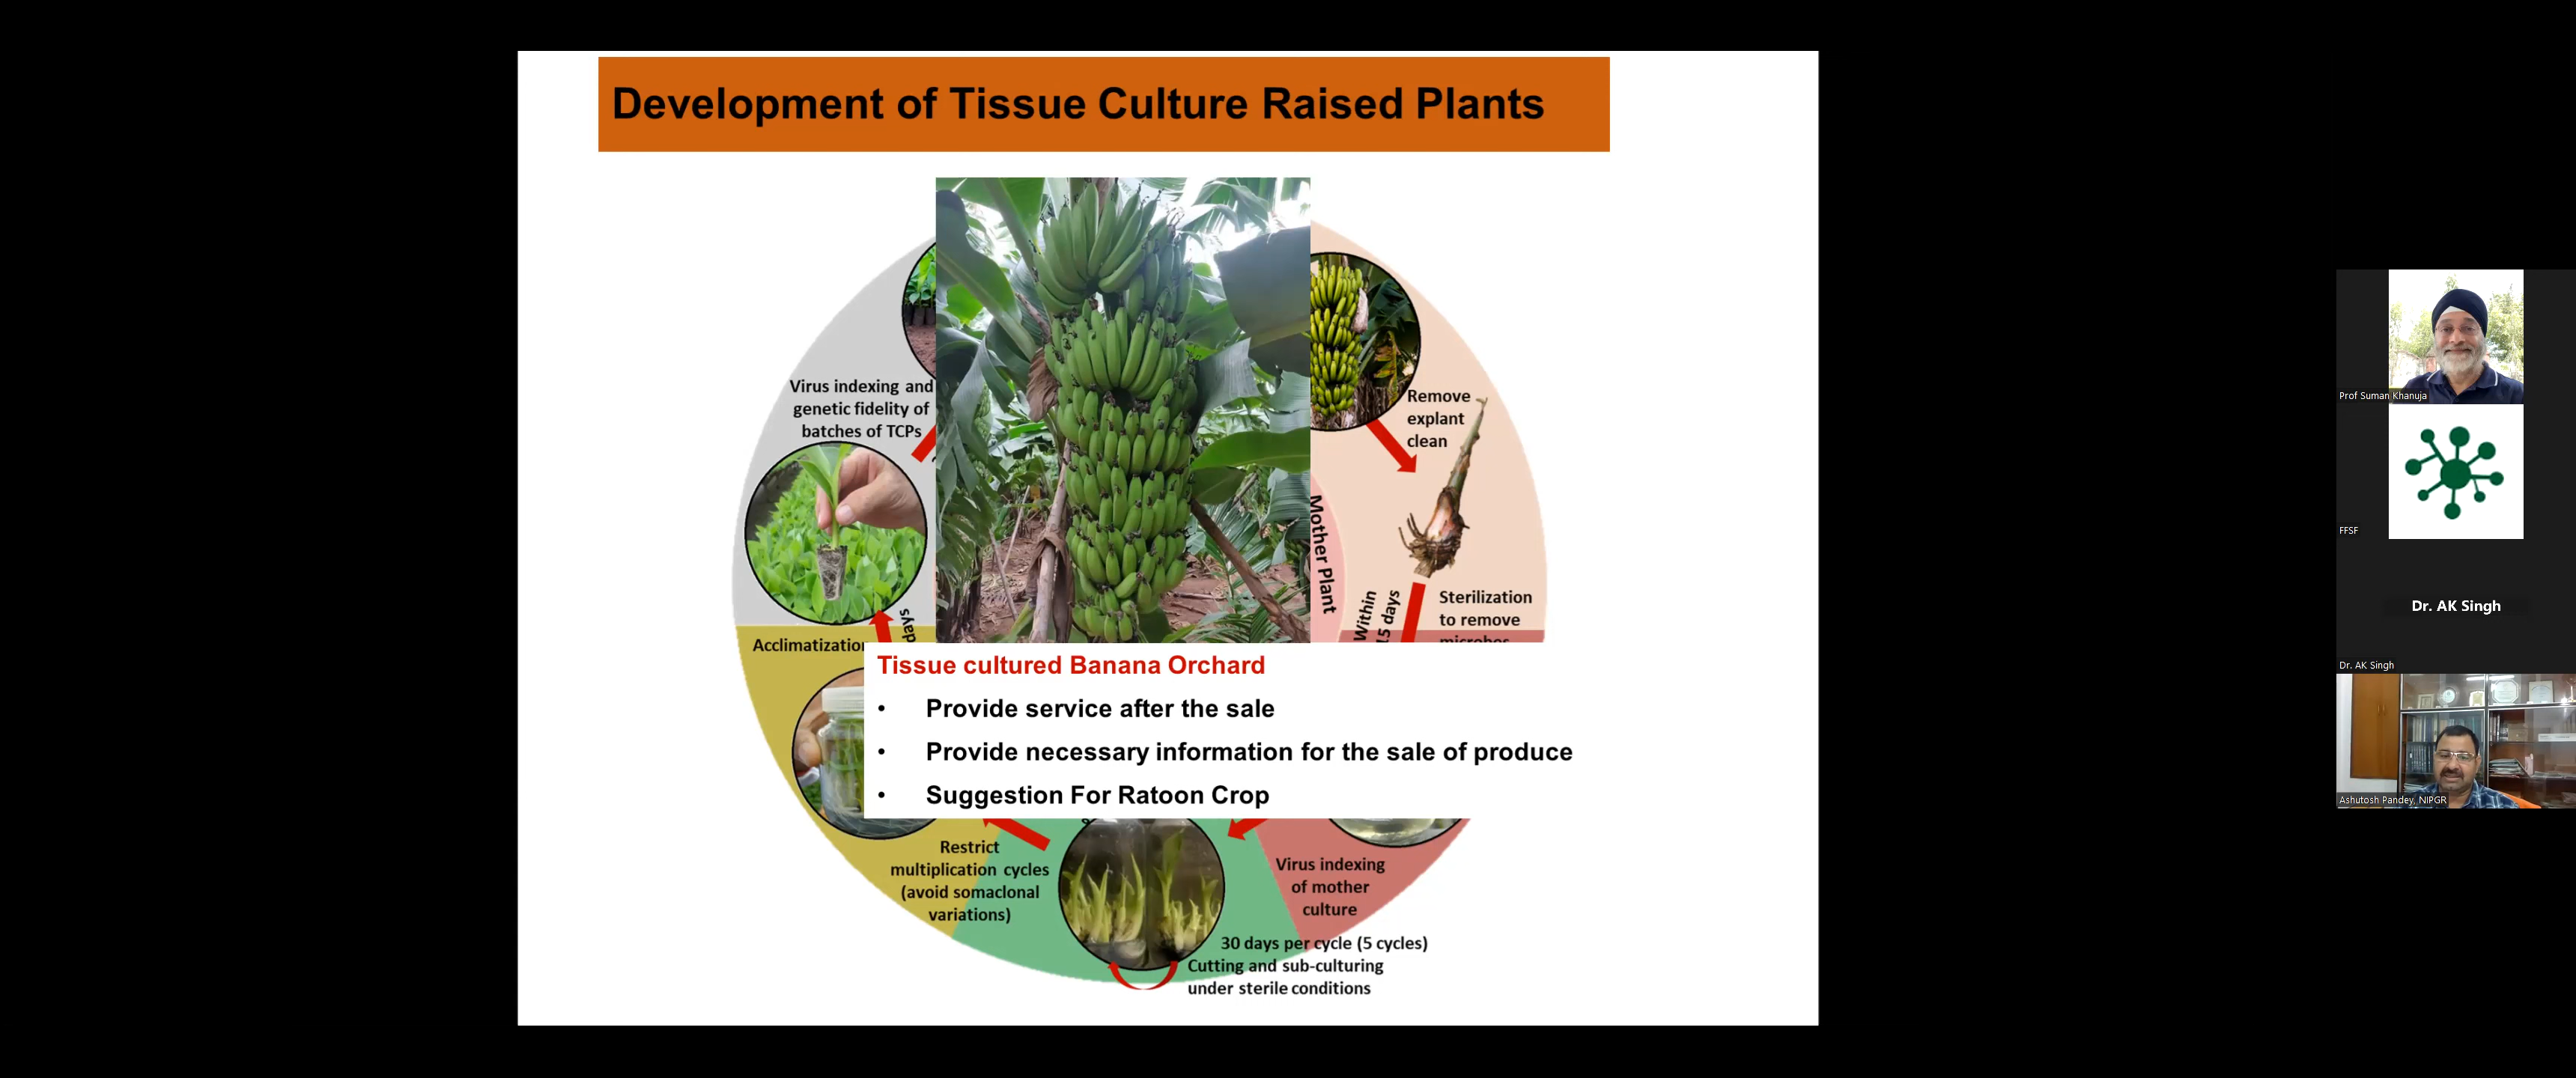 Development of Tissue Culture Raised Plants
Virus indexing and
genetic fidelity of
batches of TCPs
Remove
explant
clean
Mother Plant
Within
15 days
Sterilization
to remove
microbes
days
Acclimatization
Tissue cultured Banana Orchard
• Provide service after the sale
• Provide necessary information for the sale of produce
• Suggestion For Ratoon Crop
Restrict
multiplication cycles
(avoid somaclonal
variations)
Virus indexing
of mother
culture
30 days per cycle (5 cycles)
Cutting and sub-culturing
under sterile conditions
Prof Suman Khanuja
FFSF
Dr. AK Singh
Dr. AK Singh
Ashutosh Pandey, NIPGR